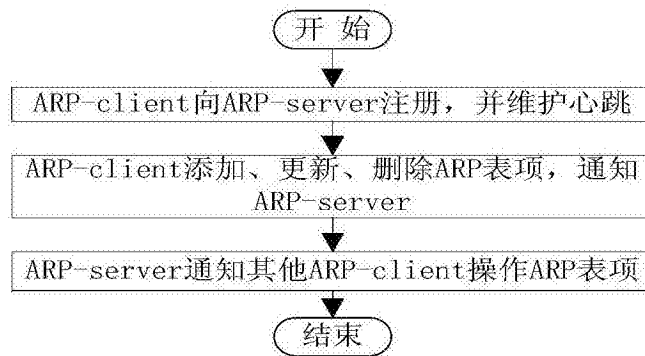 开 始
ARP-client向ARP-server注册，并维护心跳
ARP-client添加、更新、删除ARP表项，通知
ARP-server
ARP-server通知其他ARP-client操作ARP表项
结束